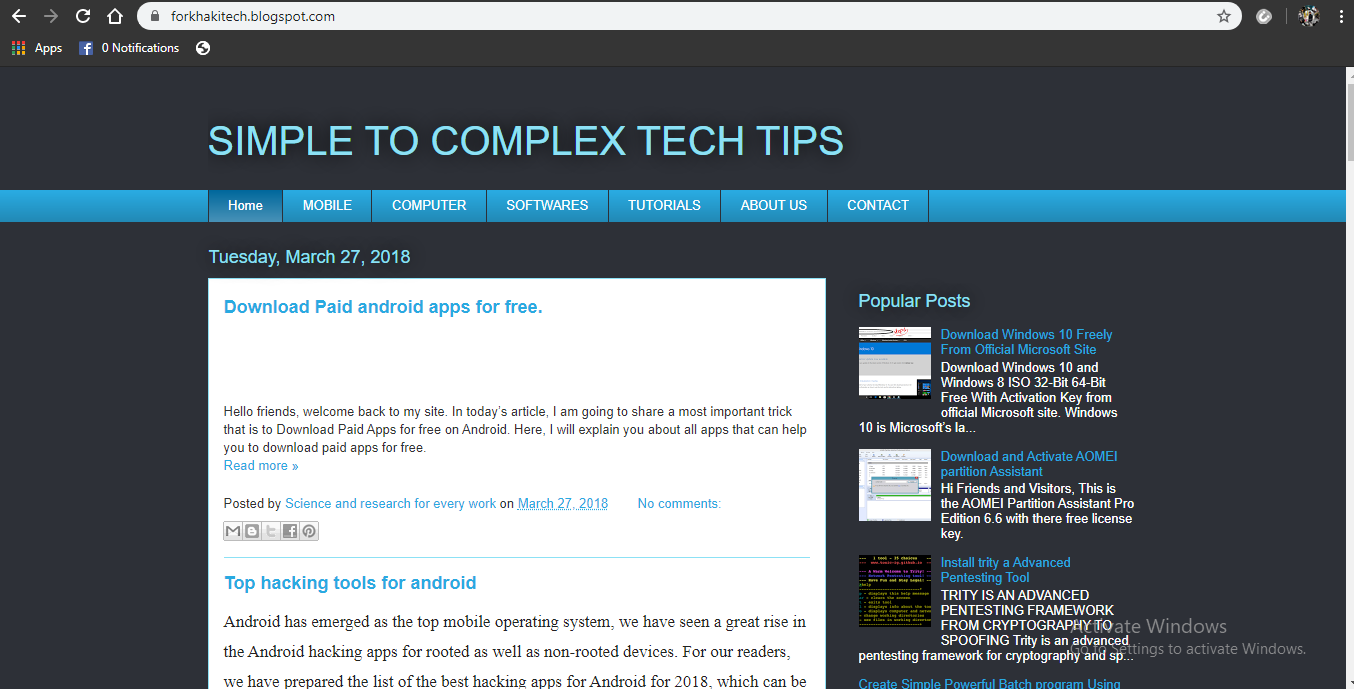 forkhakitech.blogspot.com
Apps
0 Notifications
SIMPLE TO COMPLEX TECH TIPS
Home
MOBILE
COMPUTER
SOFTWARES
TUTORIALS
ABOUT US
CONTACT
Tuesday, March 27, 2018
Download Paid android apps for free.
Hello friends, welcome back to my site. In today's article, I am going to share a most important trick
that is to Download Paid Apps for free on Android. Here, I will explain you about all apps that can help
you to download paid apps for free.
Read more »
Posted by Science and research for every work on March 27, 2018 No comments:
Top hacking tools for android
Android has emerged as the top mobile operating system, we have seen a great rise in
the Android hacking apps for rooted as well as non-rooted devices. For our readers,
we have prepared the list of the best hacking apps for Android for 2018, which can be
Popular Posts
Download Windows 10 Freely
From Official Microsoft Site
Download Windows 10 and
Windows 8 ISO 32-Bit 64-Bit
Free With Activation Key from
official Microsoft site. Windows
10 is Microsoft's la...
Download and Activate AOMEI
partition Assistant
Hi Friends and Visitors, This is
the AOMEI Partition Assistant Pro
Edition 6.6 with there free license
key.
Install trity a Advanced
Pentesting Tool
TRITY IS AN ADVANCED
PENTESTING FRAMEWORK
FROM CRYPTOGRAPHY TO
SPOOFING Trity is an advanced
pentesting framework for cryptography and sp...
Create Simple Powerful Batch program Using
Activate Windows
Go to Settings to activate Windows.